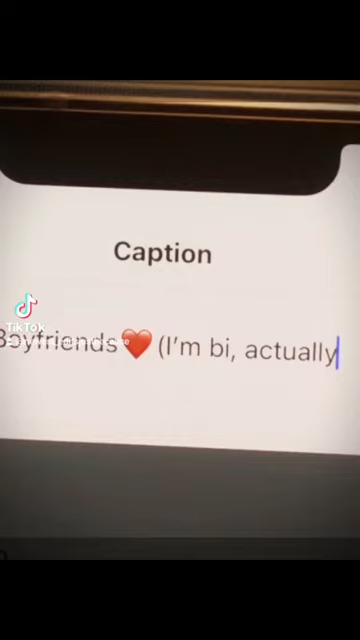 Caption
TikTok
Boyfriends❤️ (I'm bi, actually